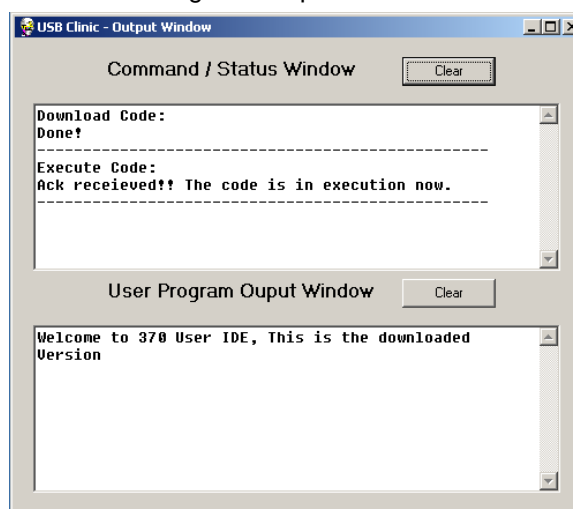 USB Clinic - Output Window
Command / Status Window
Clear
Download Code:
Done!
-------------------------------------------------
Execute Code:
Ack receieved!! The code is in execution now.
-------------------------------------------------
User Program Ouput Window
Clear
Welcome to 370 User IDE, This is the downloaded
Version